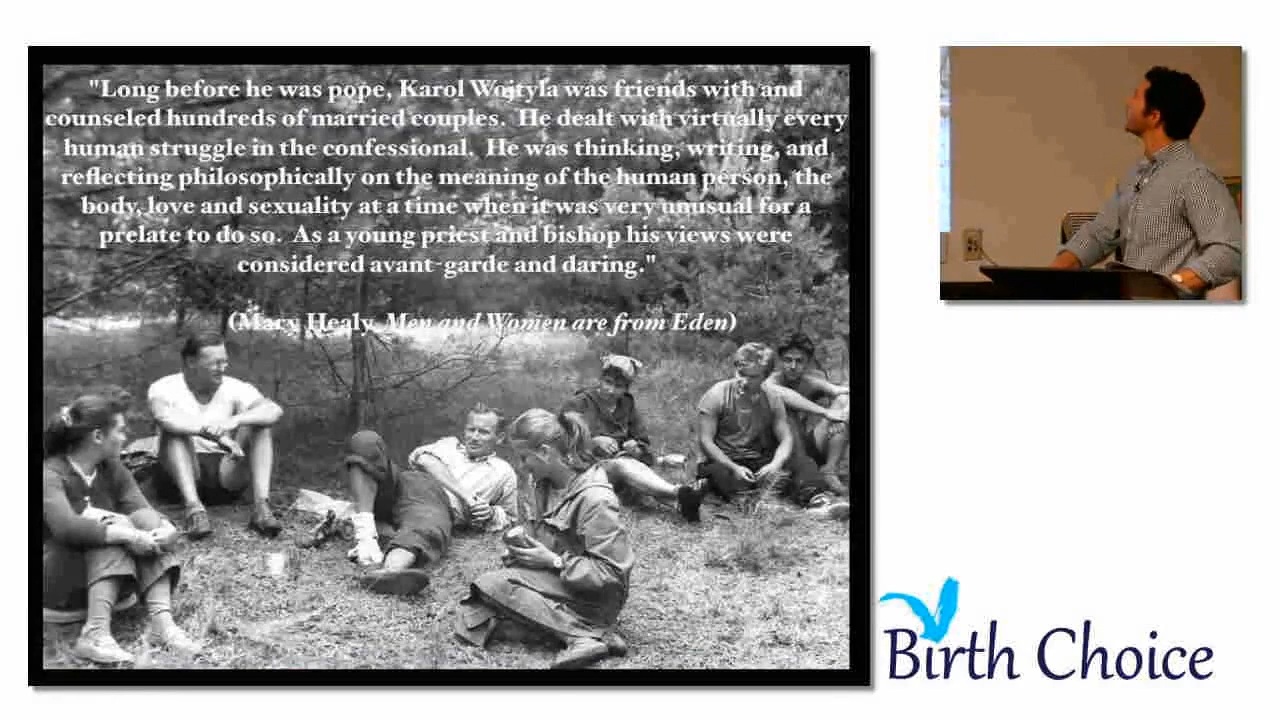 "Long before he was pope, Karol Wojtyla was friends with and
counseled hundreds of married couples.  He dealt with virtually every
human struggle in the confessional.  He was thinking, writing, and
reflecting philosophically on the meaning of the human person, the
body, love and sexuality at a time when it was very unusual for a
prelate to do so.  As a young priest and bishop his views were
considered avant-garde and daring."
(Mary Healy, Men and Women are from Eden)
Birth Choice